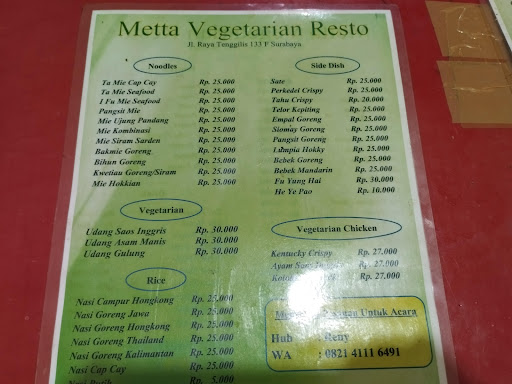 Metta Vegetarian Resto
Jl. Raya Tenggilis 133 F Surabaya
Noodles
Ta Mie Cap Cay Rp. 25.000
Ta Mie Seafood Rp. 25.000
I Fu Mie Seafood Rp. 25.000
Pangsit Mie Rp. 25.000
Mie Ujung Pandang Rp. 25.000
Mie Kombinasi Rp. 25.000
Mie Siram Sarden Rp. 25.000
Bakmie Goreng Rp. 25.000
Bihun Goreng Rp. 25.000
Kwetiau Goreng/Siram Rp. 25.000
Mie Hokkian Rp. 25.000
Vegetarian
Udang Saos Inggris Rp. 30.000
Udang Asam Manis Rp. 30.000
Udang Gulung Rp. 30.000
Rice
Nasi Campur Hongkong Rp. 25.000
Nasi Goreng Jawa Rp. 25.000
Nasi Goreng Hongkong Rp. 25.000
Nasi Goreng Thailand Rp. 25.000
Nasi Goreng Kalimantan Rp. 25.000
Nasi Cap Cay Rp. 25.000
Nasi Putih Rp. 5.000
Side Dish
Sate Rp. 25.000
Perkedel Crispy Rp. 25.000
Tahu Crispy Rp. 20.000
Telor Kepiting Rp. 25.000
Empal Goreng Rp. 25.000
Siomay Goreng Rp. 25.000
Pangsit Goreng Rp. 25.000
Lumpia Hokky Rp. 25.000
Bebek Goreng Rp. 25.000
Bebek Mandarin Rp. 25.000
Fu Yung Hai Rp. 30.000
He Ye Pao Rp. 10.000
Vegetarian Chicken
Kentucky Crispy Rp. 27.000
Ayam Saos Rp. 27.000
Rp. 27.000
Untuk Acara
Hub : Reny
WA : 0821 4111 6491